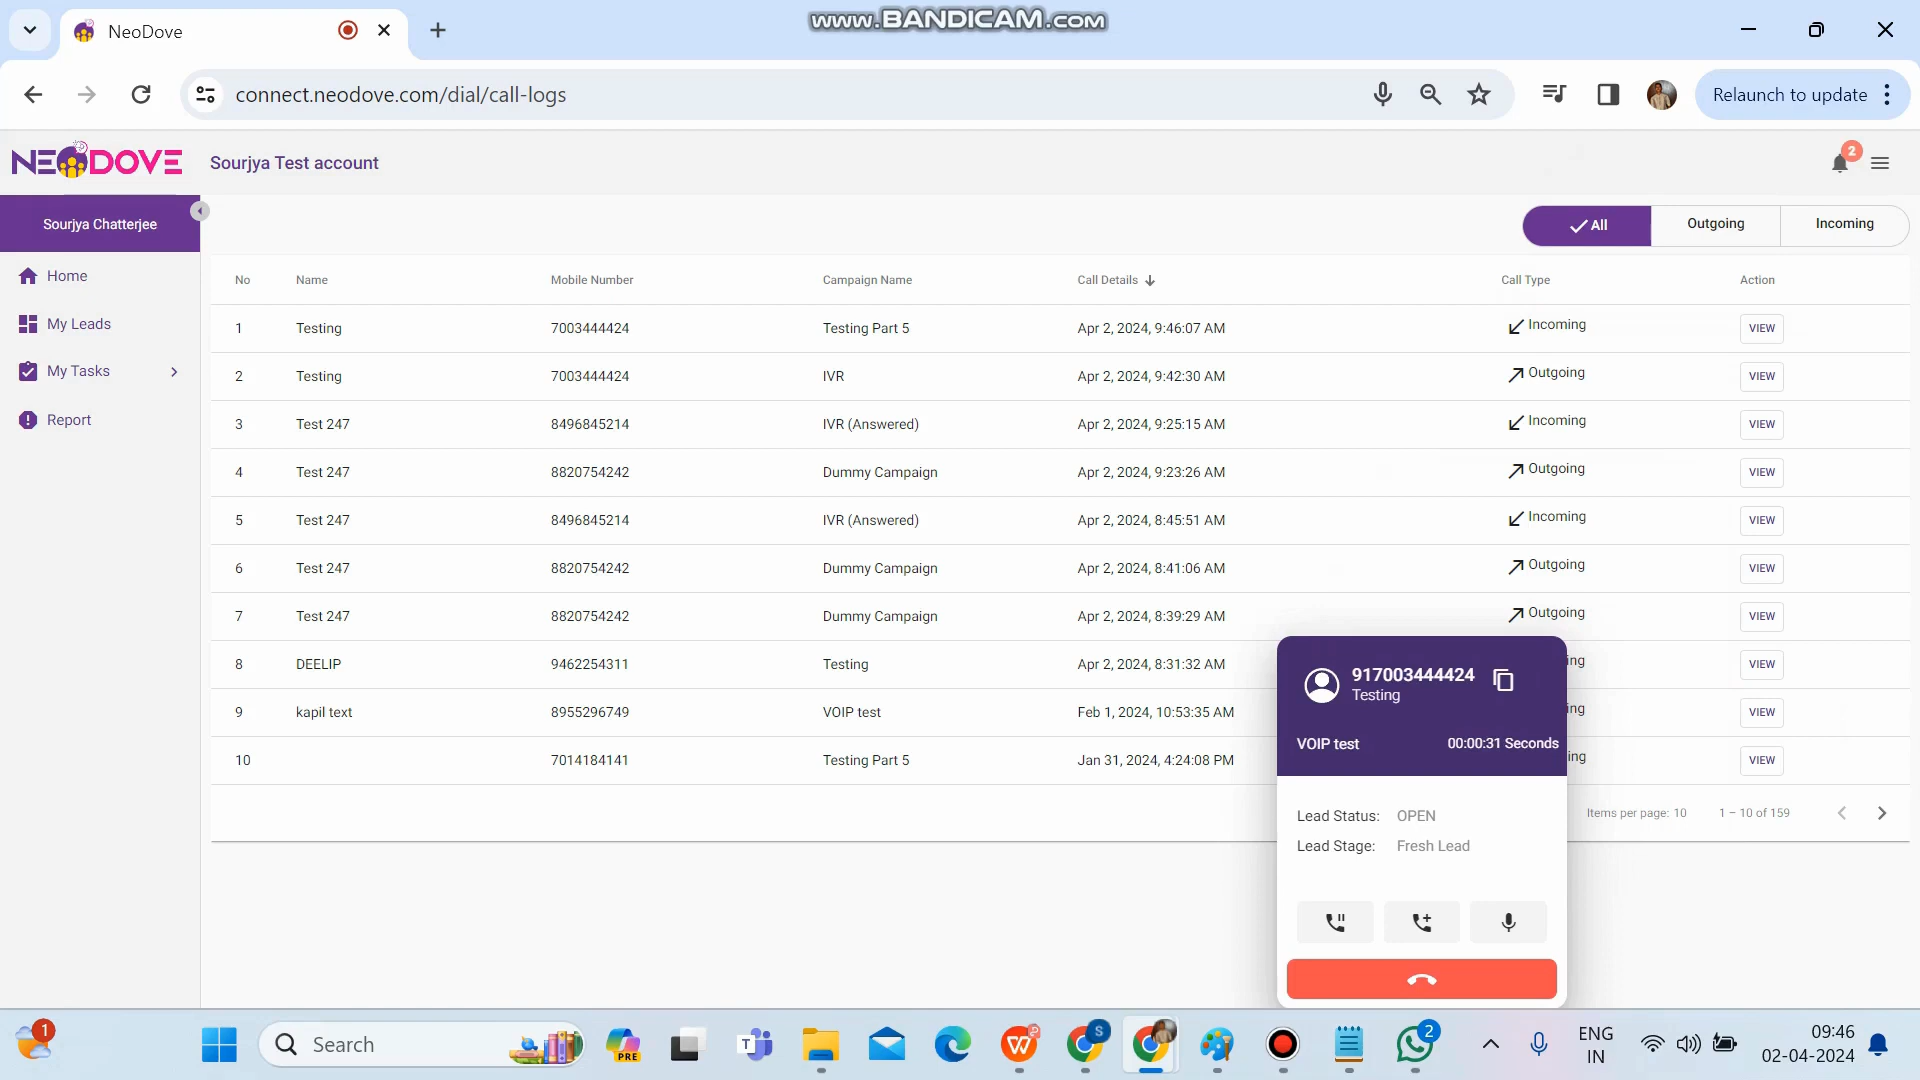 NeoDove
www.BANDICAM.com
connect.neodove.com/dial/call-logs
Relaunch to update
NEODOVE
Sourjya Test account
2
Sourjya Chatterjee
Home
My Leads
My Tasks
Report
All Outgoing Incoming
No Name Mobile Number Campaign Name Call Details Call Type Action
1 Testing 7003444424 Testing Part 5 Apr 2, 2024, 9:46:07 AM Incoming VIEW
2 Testing 7003444424 IVR Apr 2, 2024, 9:42:30 AM Outgoing VIEW
3 Test 247 8496845214 IVR (Answered) Apr 2, 2024, 9:25:15 AM Incoming VIEW
4 Test 247 8820754242 Dummy Campaign Apr 2, 2024, 9:23:26 AM Outgoing VIEW
5 Test 247 8496845214 IVR (Answered) Apr 2, 2024, 8:45:51 AM Incoming VIEW
6 Test 247 8820754242 Dummy Campaign Apr 2, 2024, 8:41:06 AM Outgoing VIEW
7 Test 247 8820754242 Dummy Campaign Apr 2, 2024, 8:39:29 AM Outgoing VIEW
8 DEELIP 9462254311 Testing Apr 2, 2024, 8:31:32 AM ing VIEW
9 kapil text 8955296749 VOIP test Feb 1, 2024, 10:53:35 AM ing VIEW
10 7014184141 Testing Part 5 Jan 31, 2024, 4:24:08 PM ing VIEW
Items per page: 10 1 – 10 of 159
917003444424
Testing
VOIP test 00:00:31 Seconds
Lead Status: OPEN
Lead Stage: Fresh Lead
1
Search
PRE
T
W
S
2
ENG
IN
09:46
02-04-2024